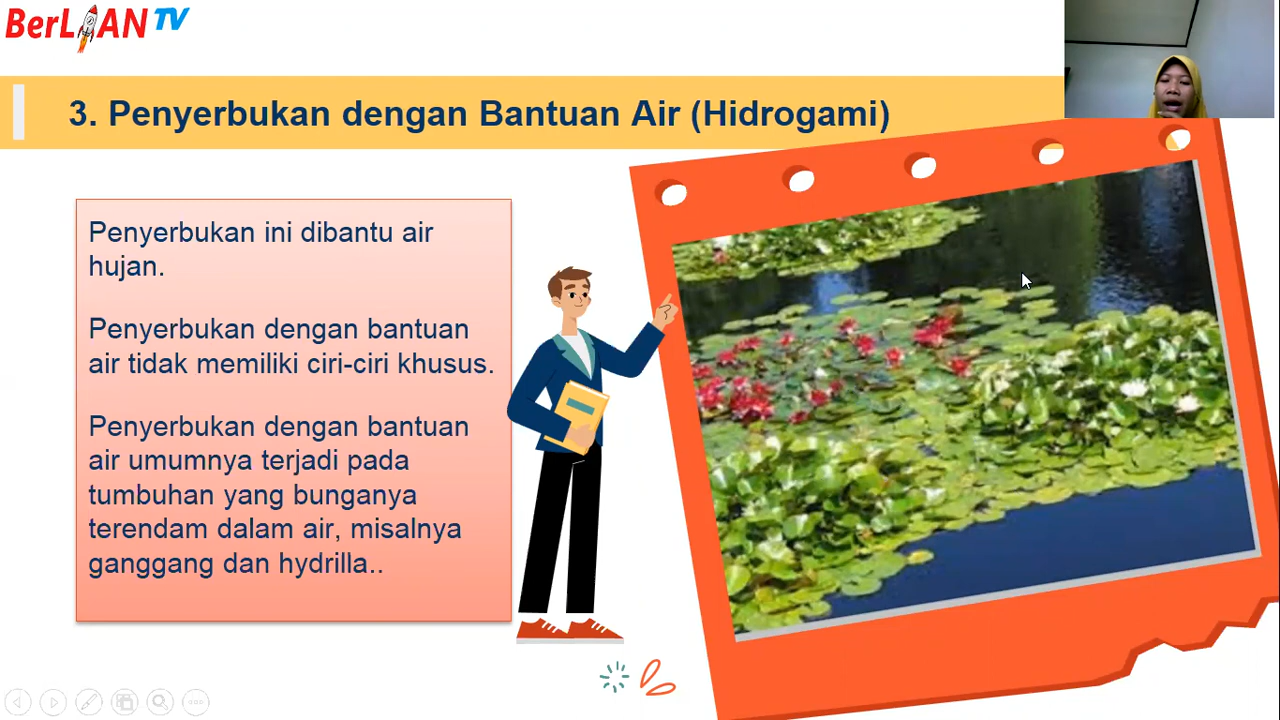 BerLIAN TV
3. Penyerbukan dengan Bantuan Air (Hidrogami)
Penyerbukan ini dibantu air
hujan.
Penyerbukan dengan bantuan
air tidak memiliki ciri-ciri khusus.
Penyerbukan dengan bantuan
air umumnya terjadi pada
tumbuhan yang bunganya
terendam dalam air, misalnya
ganggang dan hydrilla..